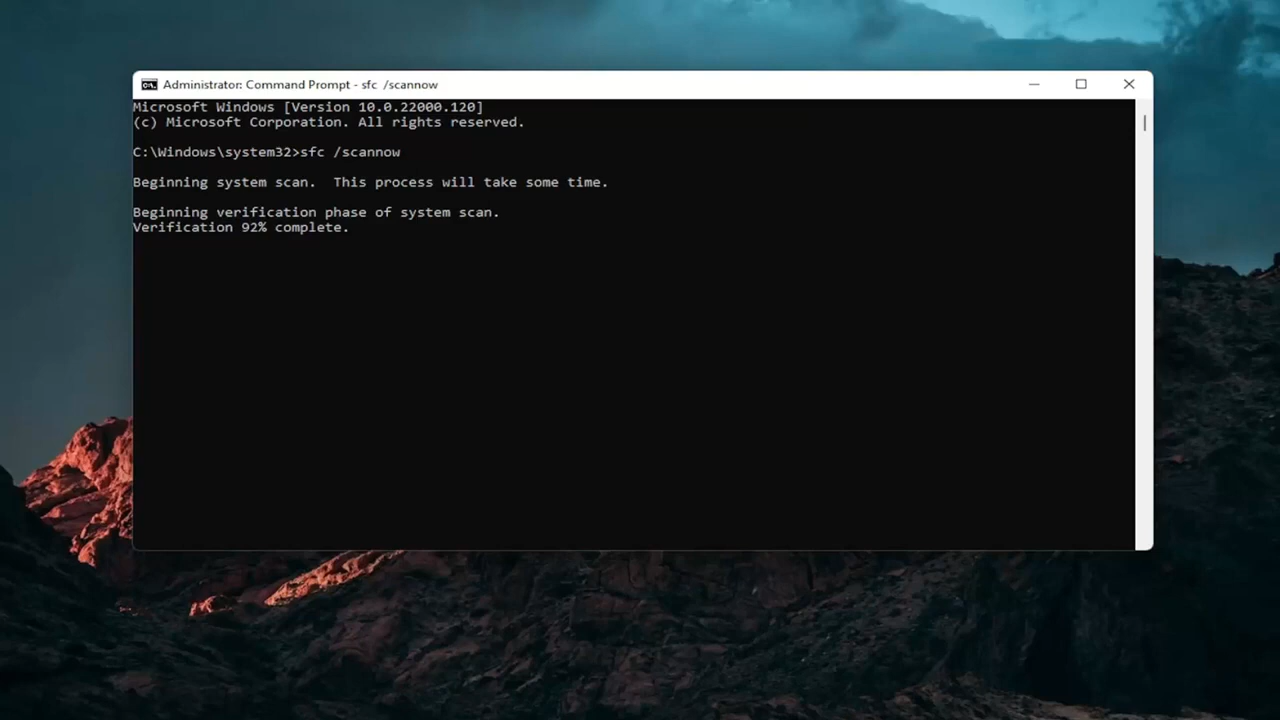 Administrator: Command Prompt - sfc  /scannow
Microsoft Windows [Version 10.0.22000.120]
(c) Microsoft Corporation. All rights reserved.
C:\Windows\system32>sfc /scannow
Beginning system scan.  This process will take some time.
Beginning verification phase of system scan.
Verification 92% complete.